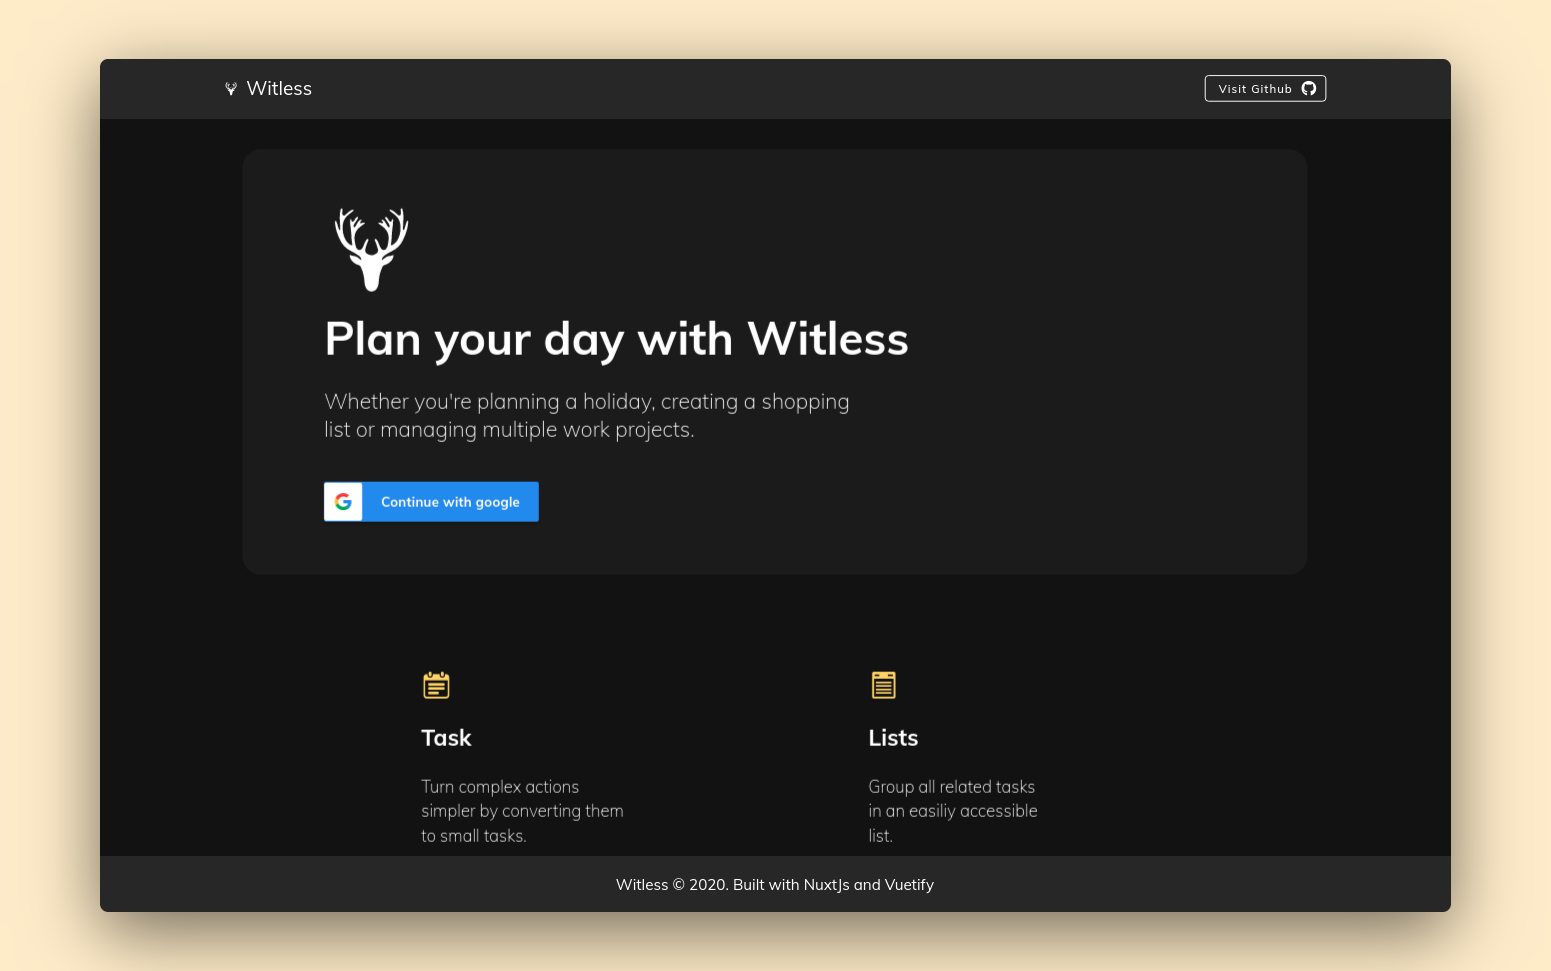 Witless
Visit Github
Plan your day with Witless
Whether you're planning a holiday, creating a shopping
list or managing multiple work projects.
Continue with google
Task
Turn complex actions
simpler by converting them
to small tasks.
Lists
Group all related tasks
in an easiliy accessible
list.
Witless © 2020. Built with NuxtJs and Vuetify